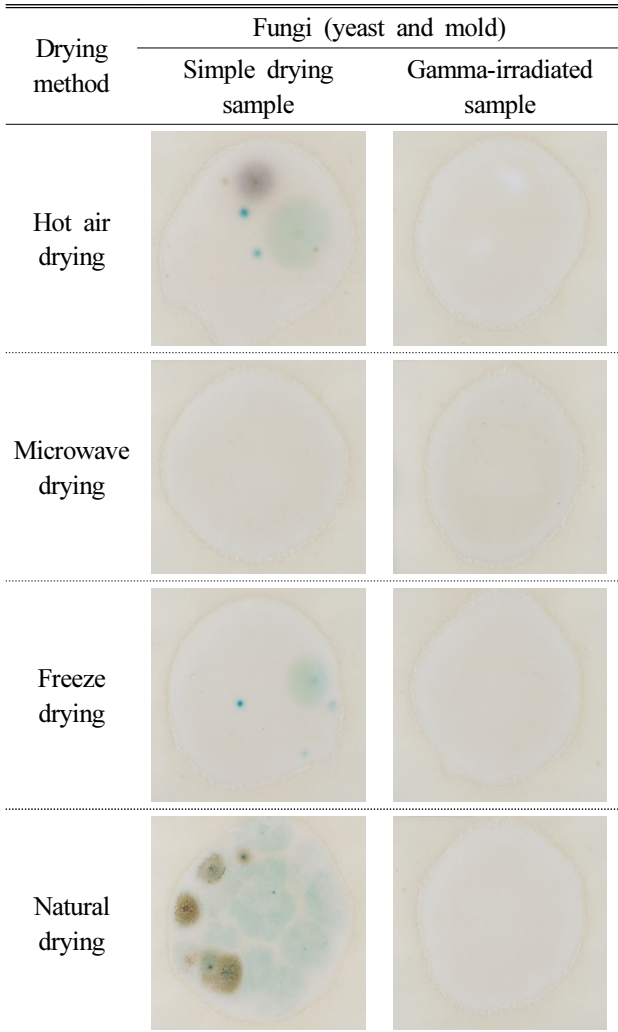 Drying
method
Fungi (yeast and mold)
Simple drying
sample
Gamma-irradiated
sample
Hot air
drying
Microwave
drying
Freeze
drying
Natural
drying